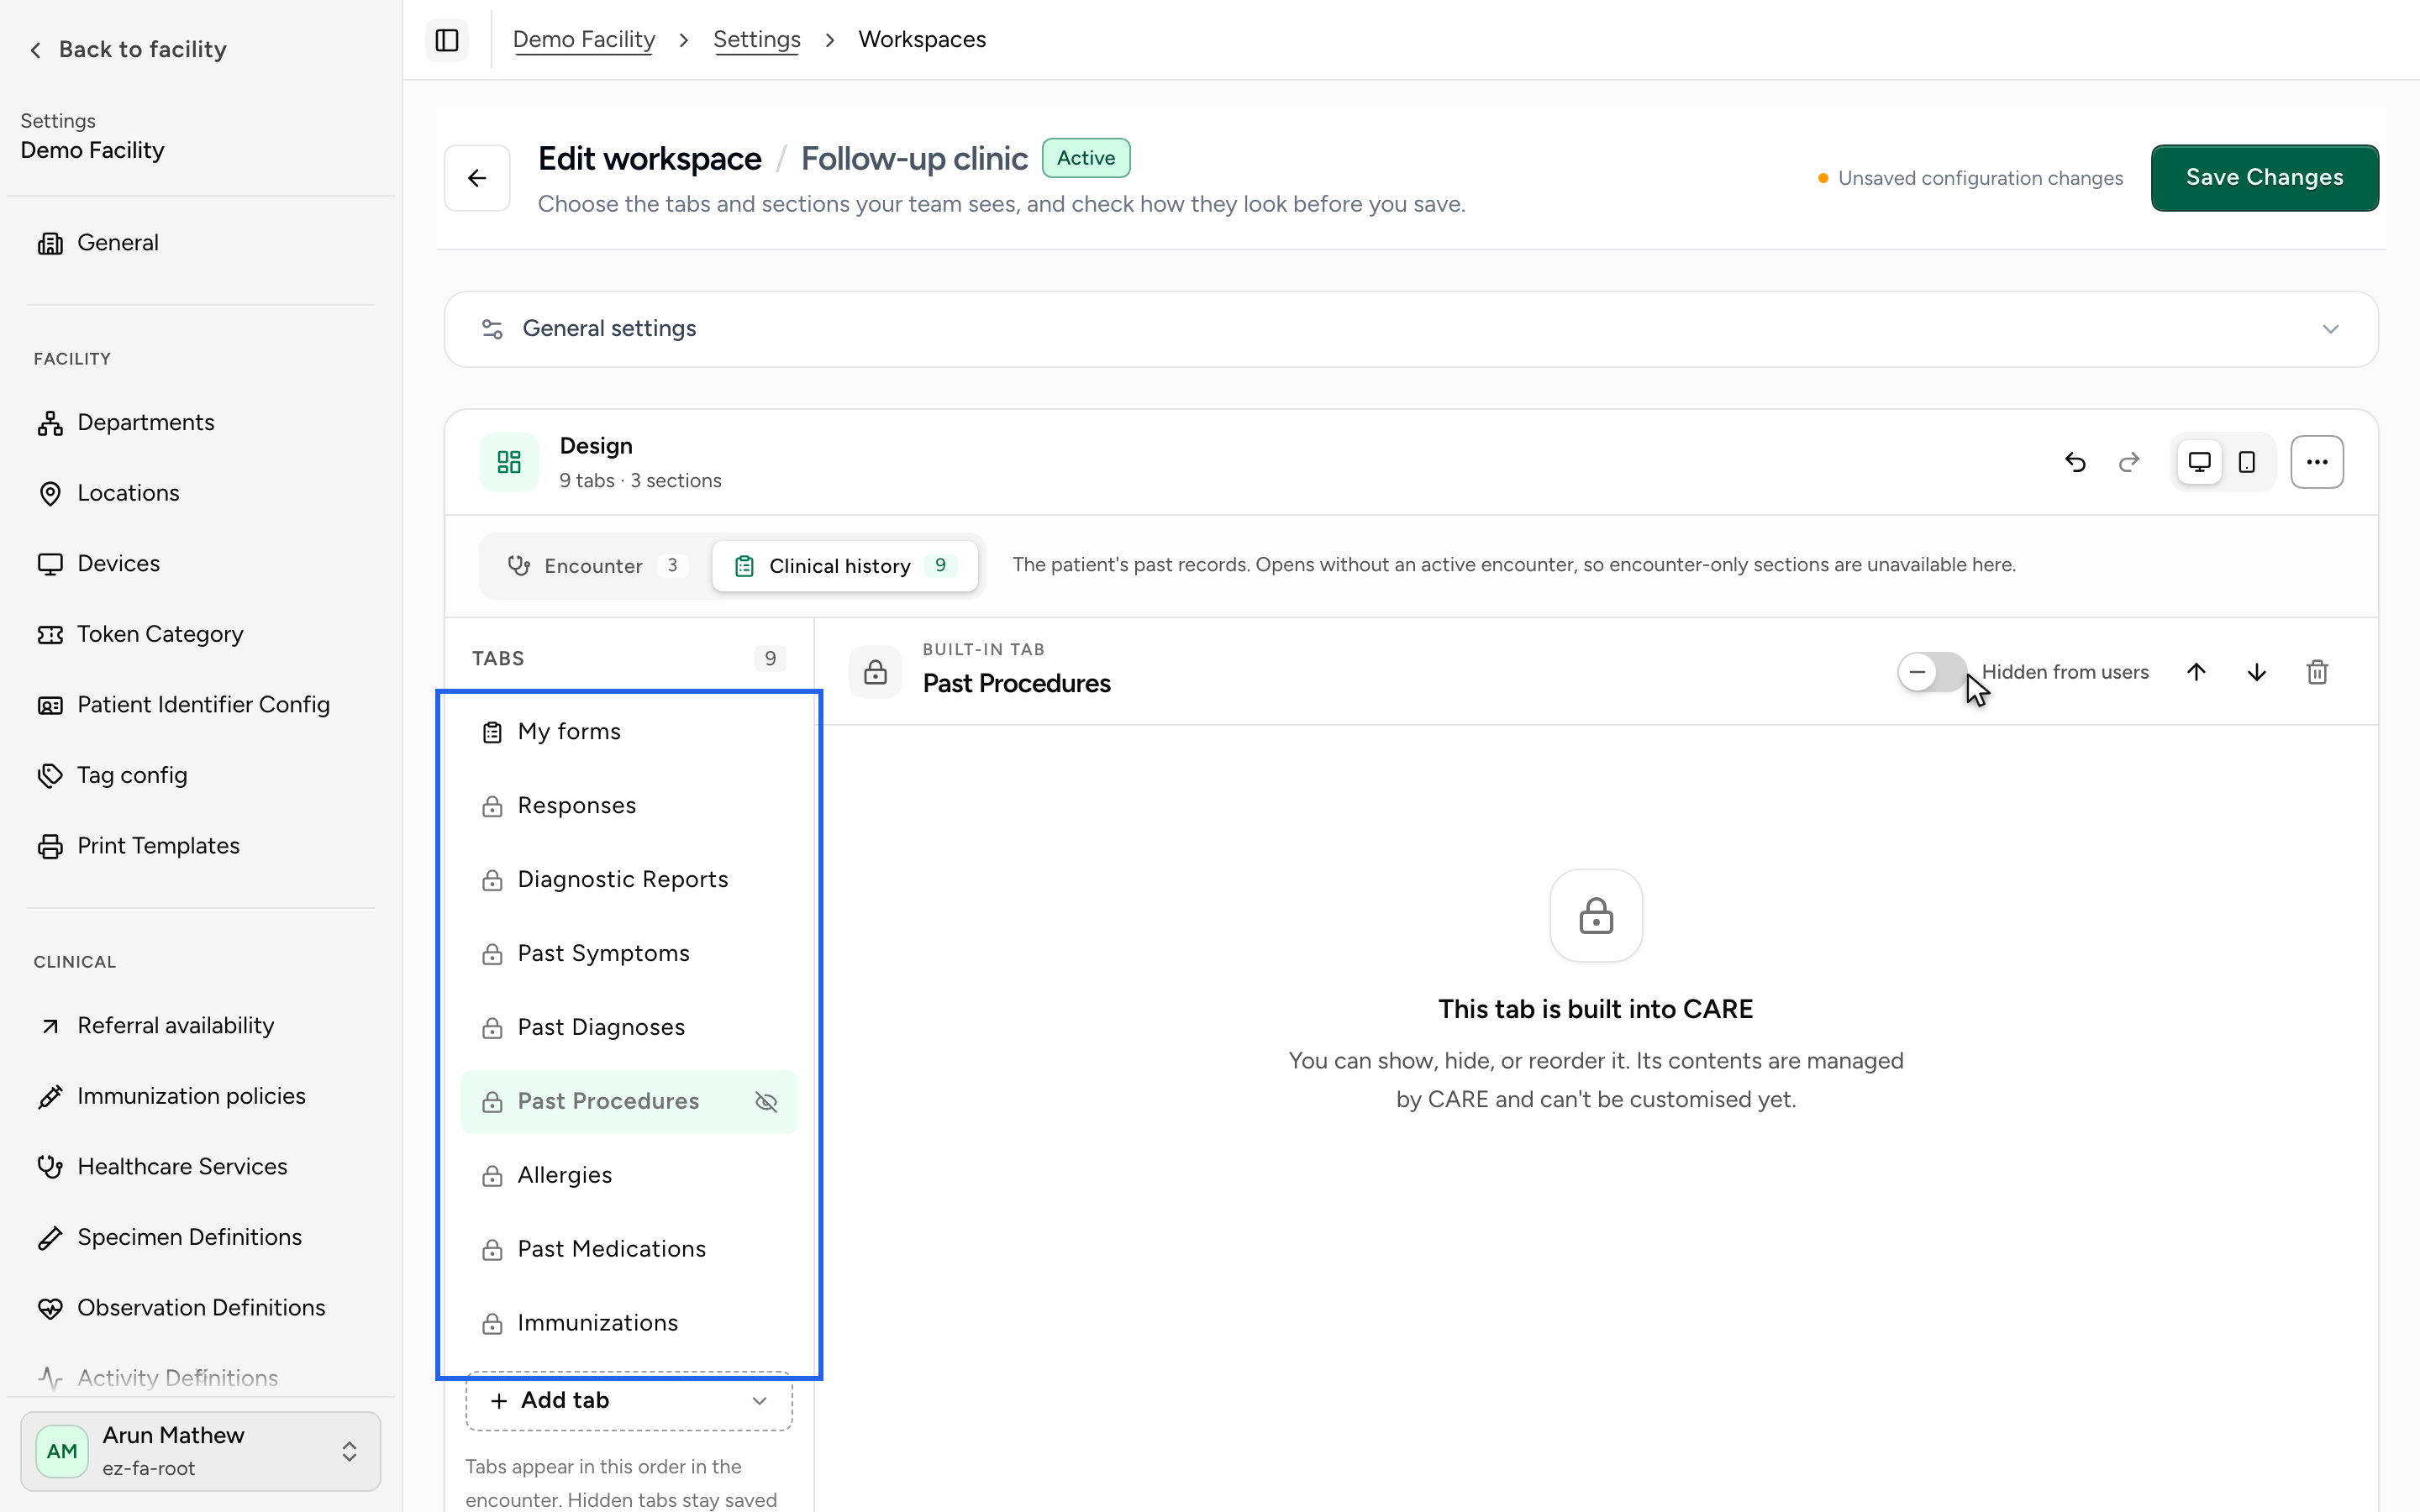 Back to facility
Settings
Demo Facility
General
FACILITY
Departments
Locations
Devices
Token Category
Patient Identifier Config
Tag config
Print Templates
CLINICAL
Referral availability
Immunization policies
Healthcare Services
Specimen Definitions
Observation Definitions
Activity Definitions
AM
Arun Mathew
ez-fa-root
Demo Facility > Settings > Workspaces
Edit workspace / Follow-up clinic Active
Choose the tabs and sections your team sees, and check how they look before you save.
Unsaved configuration changes
Save Changes
General settings
Design
9 tabs · 3 sections
Encounter 3
Clinical history 9
The patient's past records. Opens without an active encounter, so encounter-only sections are unavailable here.
TABS 9
My forms
Responses
Diagnostic Reports
Past Symptoms
Past Diagnoses
Past Procedures
Allergies
Past Medications
Immunizations
+ Add tab
Tabs appear in this order in the
encounter. Hidden tabs stay saved
BUILT-IN TAB
Past Procedures
Hidden from users
This tab is built into CARE
You can show, hide, or reorder it. Its contents are managed
by CARE and can't be customised yet.